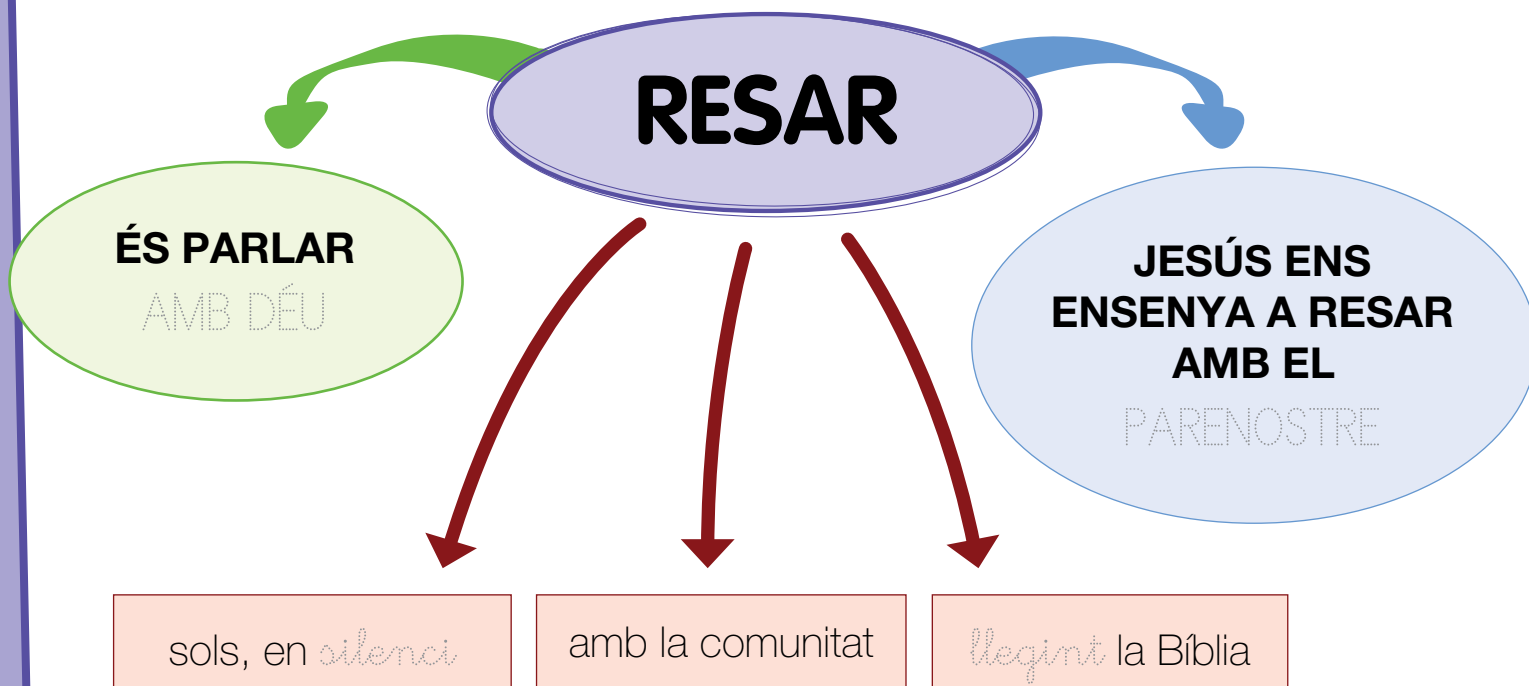 RESAR
ÉS PARLAR
AMB DÉU
JESÚS ENS
ENSENYA A RESAR
AMB EL
PARENOSTRE
sols, en silenci
amb la comunitat
llegint la Bíblia